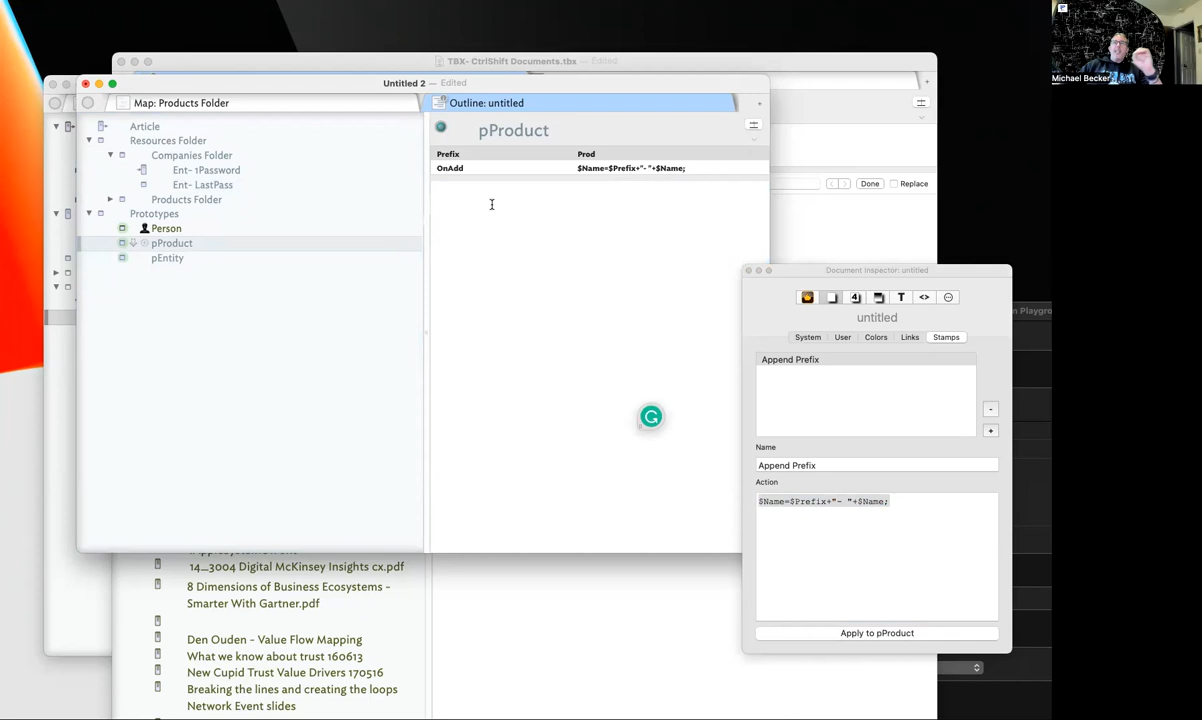 TBX- CtrlShift Documents.tbx — Edited
Michael Becker
Untitled 2 — Edited
Map: Products Folder
Outline: untitled
Article
Resources Folder
Companies Folder
Ent- 1Password
Ent- LastPass
Products Folder
Prototypes
Person
pProduct
pEntity
pProduct
Prefix
Prod
OnAdd
$Name=$Prefix+"- "+$Name;
Done
Replace
Document Inspector: untitled
untitled
System
User
Colors
Links
Stamps
Append Prefix
-
+
Name
Append Prefix
Action
$Name=$Prefix+"- "+$Name;
Apply to pProduct
n Playgroun
14_3004 Digital McKinsey Insights cx.pdf
8 Dimensions of Business Ecosystems -
Smarter With Gartner.pdf
Den Ouden - Value Flow Mapping
What we know about trust 160613
New Cupid Trust Value Drivers 170516
Breaking the lines and creating the loops
Network Event slides